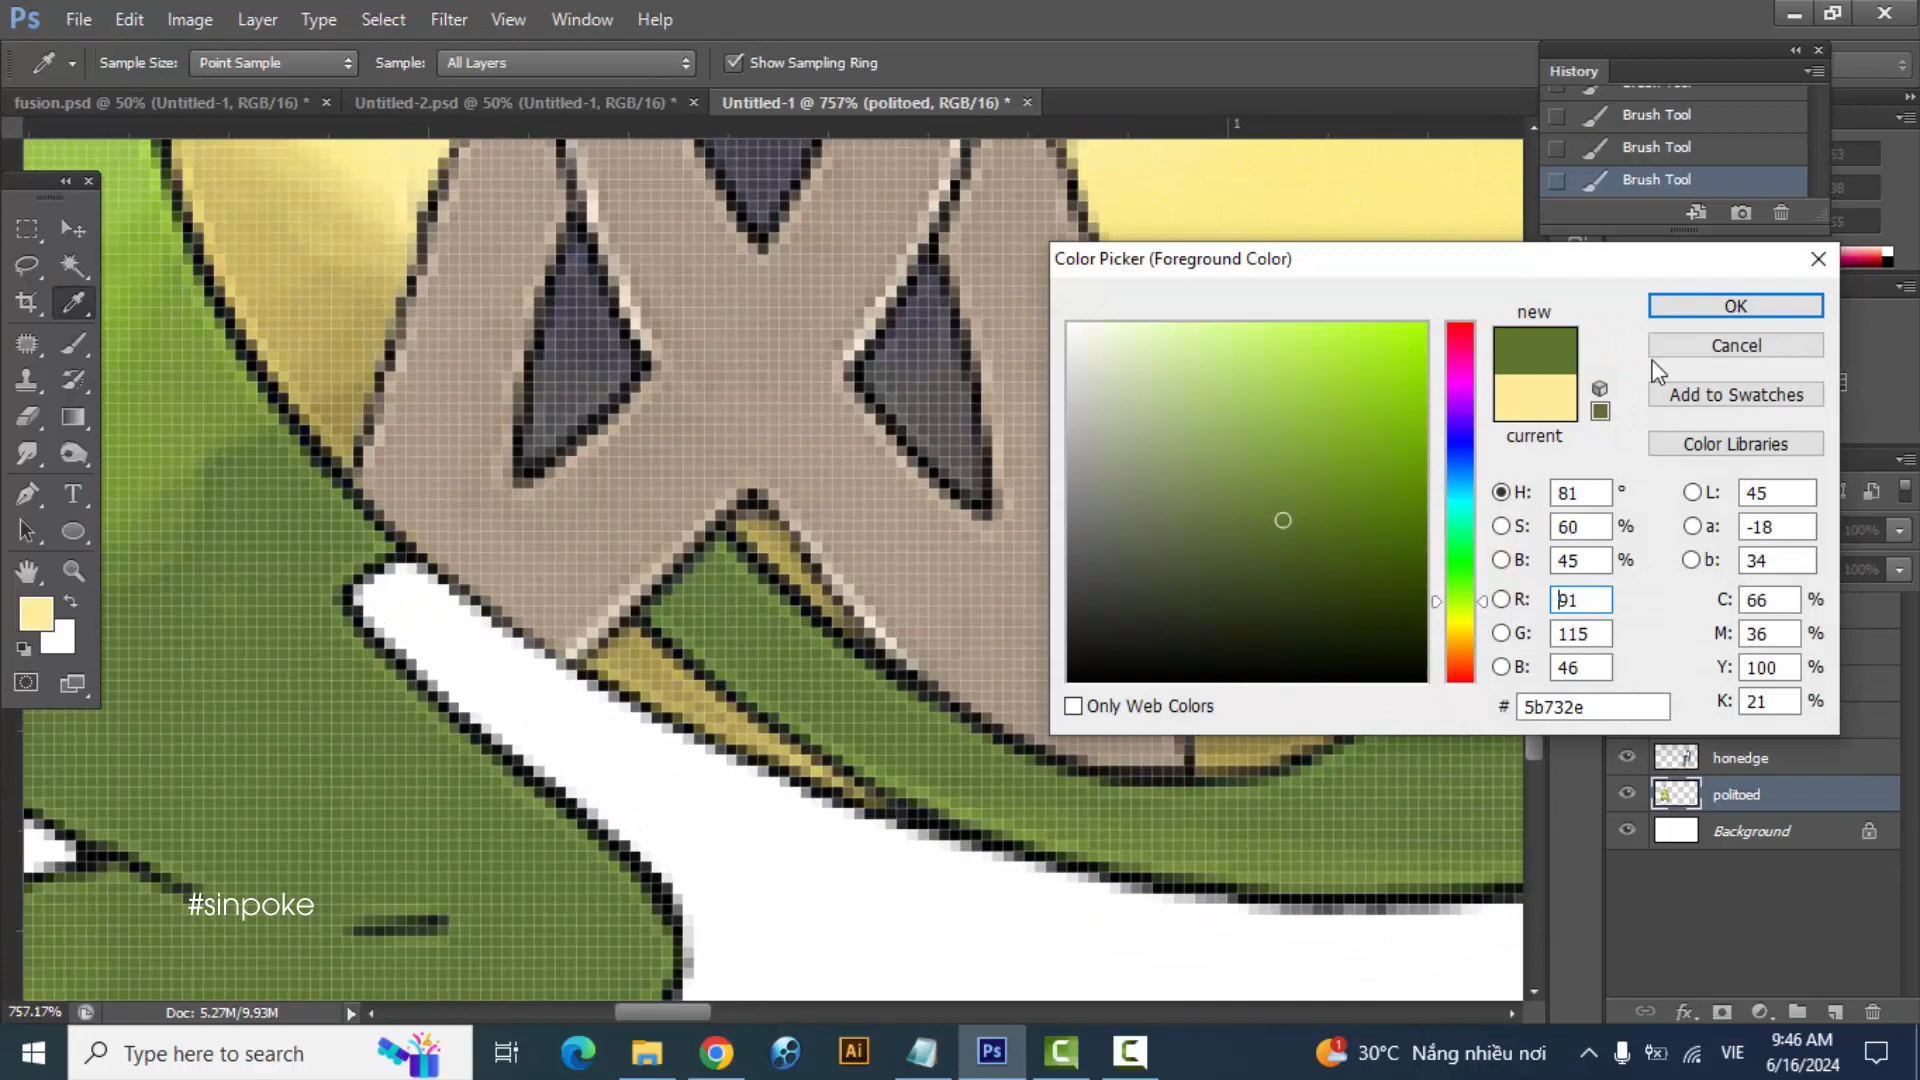 Ps File Edit Image Layer Type Select Filter View Window Help
Sample Size: Point Sample Sample: All Layers Show Sampling Ring
History
fusion.psd @ 50% (Untitled-1, RGB/16) * × Untitled-2.psd @ 50% (Untitled-1, RGB/16) * × Untitled-1 @ 757% (politoed, RGB/16) * ×
1
Brush Tool
Brush Tool
Brush Tool
Color Picker (Foreground Color)
new
OK
Cancel
Add to Swatches
current
Color Libraries
H: 81 ° L: 45
S: 60 % a: -18
B: 45 % b: 34
R: 91 C: 66 %
G: 115 M: 36 %
B: 46 Y: 100 %
Only Web Colors # 5b732e K: 21 %
honedge
politoed
Background
#sinpoke
757.17% Doc: 5.27M/9.93M
Type here to search
30°C Nắng nhiều nơi
VIE
9:46 AM
6/16/2024